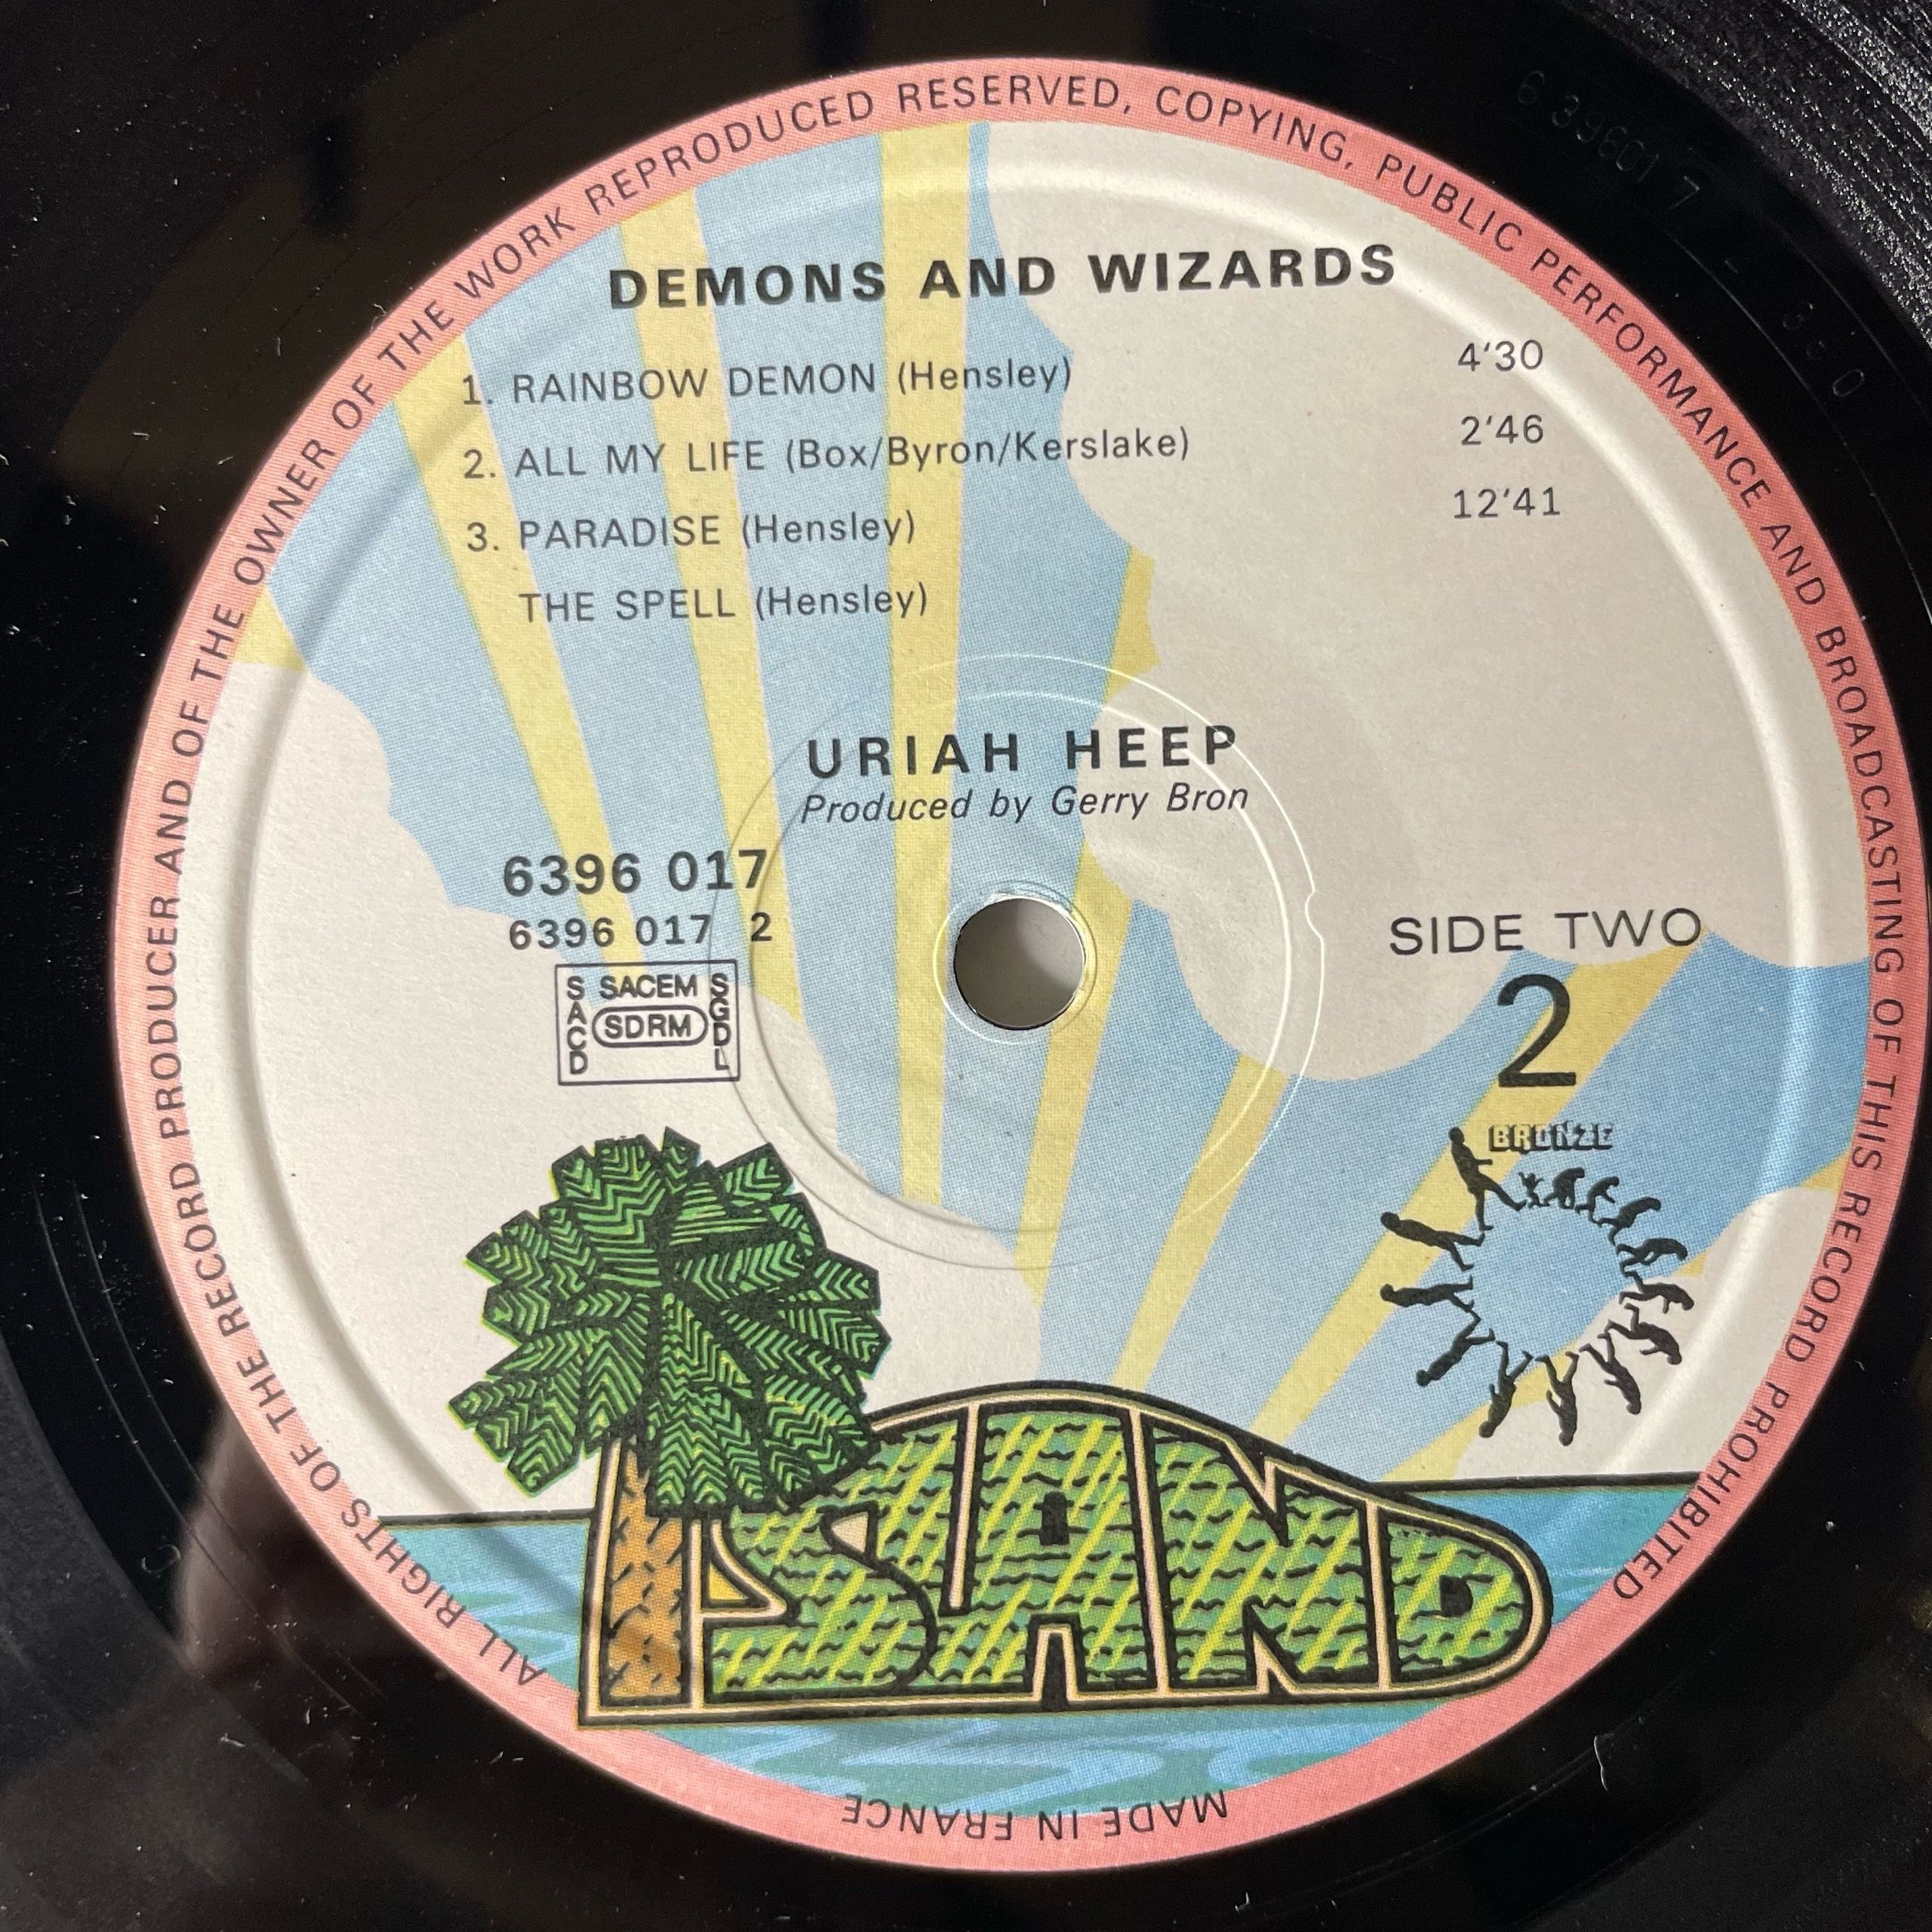 ALL RIGHTS OF THE RECORD PRODUCER AND OF THE OWNER OF THE WORK REPRODUCED RESERVED, COPYING, PUBLIC PERFORMANCE AND BROADCASTING OF THIS RECORD PROHIBITED
DEMONS AND WIZARDS
1. RAINBOW DEMON (Hensley) 4'30
2. ALL MY LIFE (Box/Byron/Kerslake) 2'46
3. PARADISE (Hensley) 12'41
THE SPELL (Hensley)
URIAH HEEP
Produced by Gerry Bron
6396 017
6396 017 2
SACD
SACEM
SDRM
SGDL
SIDE TWO
2
BRONZE
ISLAND
MADE IN FRANCE